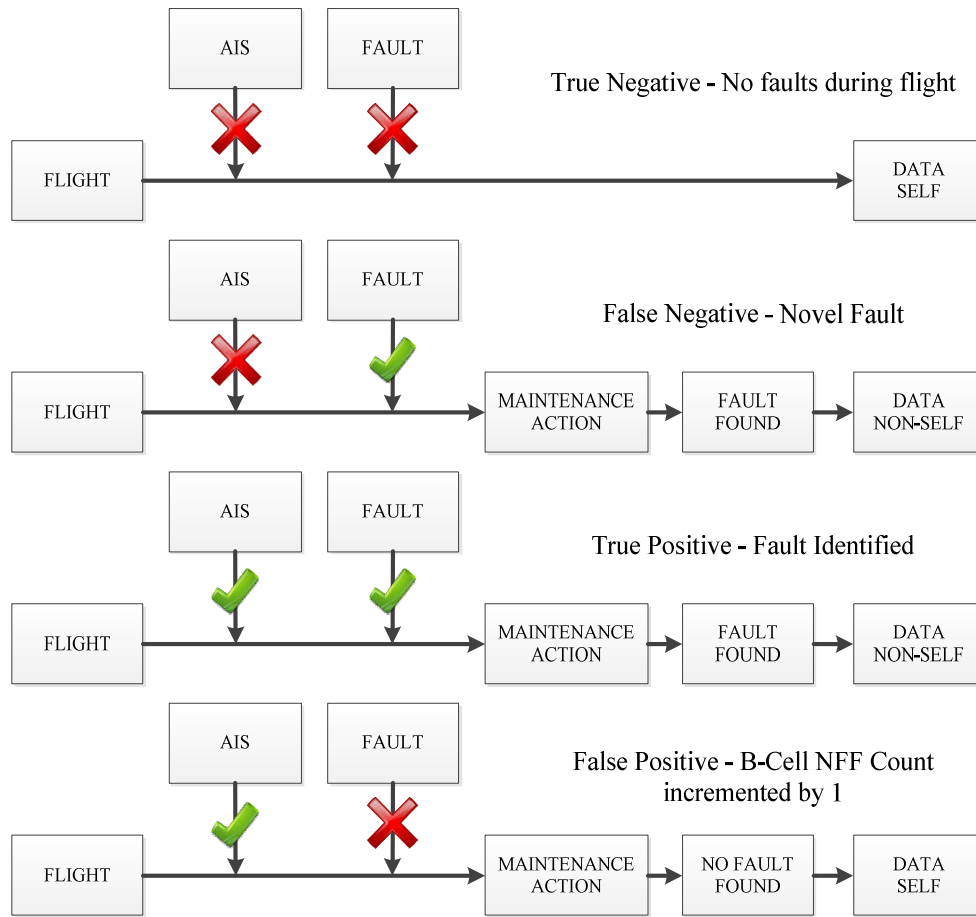 AIS
FAULT
True Negative - No faults during flight
FLIGHT
DATA
SELF
AIS
FAULT
False Negative - Novel Fault
FLIGHT
MAINTENANCE
ACTION
FAULT
FOUND
DATA
NON-SELF
AIS
FAULT
True Positive - Fault Identified
FLIGHT
MAINTENANCE
ACTION
FAULT
FOUND
DATA
NON-SELF
AIS
FAULT
False Positive - B-Cell NFF Count
incremented by 1
FLIGHT
MAINTENANCE
ACTION
NO FAULT
FOUND
DATA
SELF